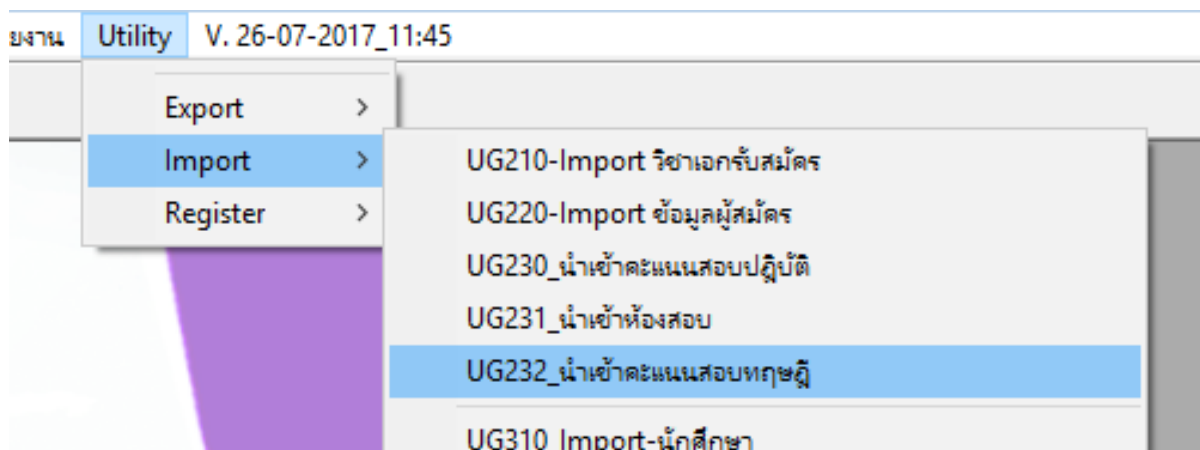 ยงาน Utility V. 26-07-2017_11:45
Export
Import
Register
UG210-Import วิชาเอกรับสมัคร
UG220-Import ข้อมูลผู้สมัคร
UG230_นำเข้าคะแนนสอบปฎิบัติ
UG231_นำเข้าห้องสอบ
UG232_นำเข้าคะแนนสอบทฤษฎี
UG310 Import-นักศึกษา